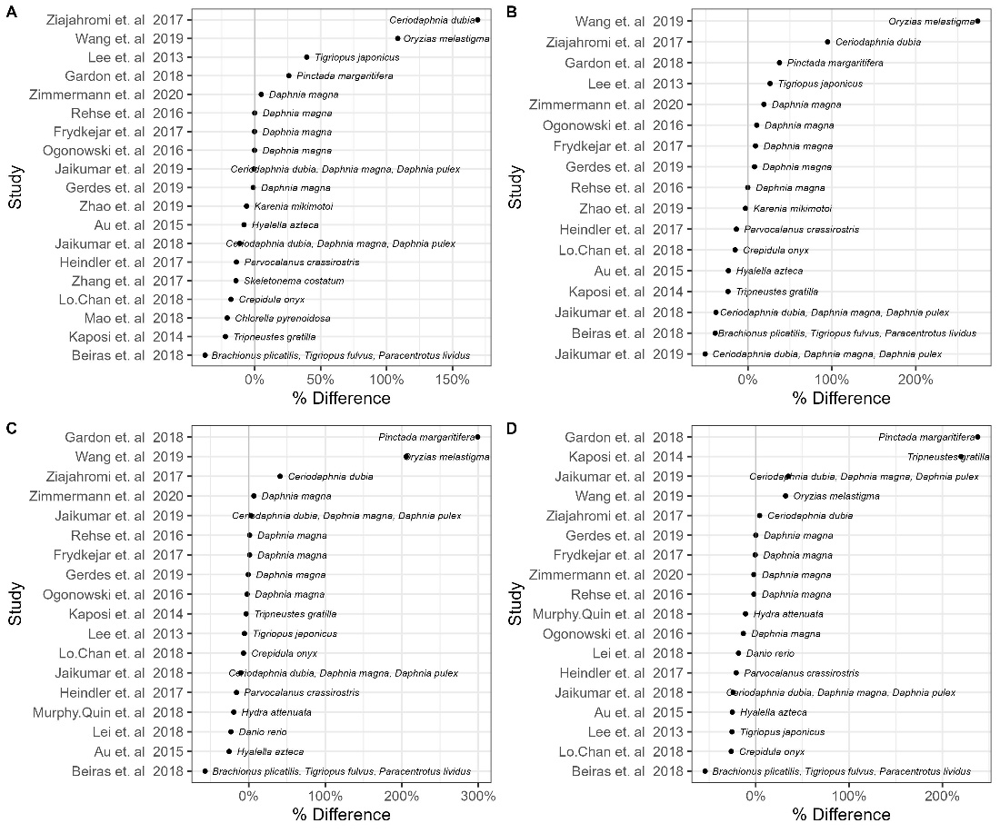 A
Study
Ziajahromi et. al 2017 Ceriodaphnia dubia
Wang et. al 2019 Oryzias melastigma
Lee et. al 2013 Tigriopus japonicus
Gardon et. al 2018 Pinctada margaritifera
Zimmermann et. al 2020 Daphnia magna
Rehse et. al 2016 Daphnia magna
Frydkejar et. al 2017 Daphnia magna
Ogonowski et. al 2016 Daphnia magna
Jaikumar et. al 2019 Ceriodaphnia dubia, Daphnia magna, Daphnia pulex
Gerdes et. al 2019 Daphnia magna
Zhao et. al 2019 Karenia mikimotoi
Au et. al 2015 Hyalella azteca
Jaikumar et. al 2018 Ceriodaphnia dubia, Daphnia magna, Daphnia pulex
Heindler et. al 2017 Parvocalanus crassirostris
Zhang et. al 2017 Skeletonema costatum
Lo.Chan et. al 2018 Crepidula onyx
Mao et. al 2018 Chlorella pyrenoidosa
Kaposi et. al 2014 Tripneustes gratilla
Beiras et. al 2018 Brachionus plicatilis, Tigriopus fulvus, Paracentrotus lividus
0% 50% 100% 150%
% Difference
B
Study
Wang et. al 2019 Oryzias melastigma
Ziajahromi et. al 2017 Ceriodaphnia dubia
Gardon et. al 2018 Pinctada margaritifera
Lee et. al 2013 Tigriopus japonicus
Zimmermann et. al 2020 Daphnia magna
Ogonowski et. al 2016 Daphnia magna
Frydkejar et. al 2017 Daphnia magna
Gerdes et. al 2019 Daphnia magna
Rehse et. al 2016 Daphnia magna
Zhao et. al 2019 Karenia mikimotoi
Heindler et. al 2017 Parvocalanus crassirostris
Lo.Chan et. al 2018 Crepidula onyx
Au et. al 2015 Hyalella azteca
Kaposi et. al 2014 Tripneustes gratilla
Jaikumar et. al 2018 Ceriodaphnia dubia, Daphnia magna, Daphnia pulex
Beiras et. al 2018 Brachionus plicatilis, Tigriopus fulvus, Paracentrotus lividus
Jaikumar et. al 2019 Ceriodaphnia dubia, Daphnia magna, Daphnia pulex
0% 100% 200%
% Difference
C
Study
Gardon et. al 2018 Pinctada margaritifera
Wang et. al 2019 Oryzias melastigma
Ziajahromi et. al 2017 Ceriodaphnia dubia
Zimmermann et. al 2020 Daphnia magna
Jaikumar et. al 2019 Ceriodaphnia dubia, Daphnia magna, Daphnia pulex
Rehse et. al 2016 Daphnia magna
Frydkejar et. al 2017 Daphnia magna
Gerdes et. al 2019 Daphnia magna
Ogonowski et. al 2016 Daphnia magna
Kaposi et. al 2014 Tripneustes gratilla
Lee et. al 2013 Tigriopus japonicus
Lo.Chan et. al 2018 Crepidula onyx
Jaikumar et. al 2018 Ceriodaphnia dubia, Daphnia magna, Daphnia pulex
Heindler et. al 2017 Parvocalanus crassirostris
Murphy.Quin et. al 2018 Hydra attenuata
Lei et. al 2018 Danio rerio
Au et. al 2015 Hyalella azteca
Beiras et. al 2018 Brachionus plicatilis, Tigriopus fulvus, Paracentrotus lividus
0% 100% 200% 300%
% Difference
D
Study
Gardon et. al 2018 Pinctada margaritifera
Kaposi et. al 2014 Tripneustes gratilla
Jaikumar et. al 2019 Ceriodaphnia dubia, Daphnia magna, Daphnia pulex
Wang et. al 2019 Oryzias melastigma
Ziajahromi et. al 2017 Ceriodaphnia dubia
Gerdes et. al 2019 Daphnia magna
Frydkejar et. al 2017 Daphnia magna
Zimmermann et. al 2020 Daphnia magna
Rehse et. al 2016 Daphnia magna
Murphy.Quin et. al 2018 Hydra attenuata
Ogonowski et. al 2016 Daphnia magna
Lei et. al 2018 Danio rerio
Heindler et. al 2017 Parvocalanus crassirostris
Jaikumar et. al 2018 Ceriodaphnia dubia, Daphnia magna, Daphnia pulex
Au et. al 2015 Hyalella azteca
Lee et. al 2013 Tigriopus japonicus
Lo.Chan et. al 2018 Crepidula onyx
Beiras et. al 2018 Brachionus plicatilis, Tigriopus fulvus, Paracentrotus lividus
0% 100% 200%
% Difference